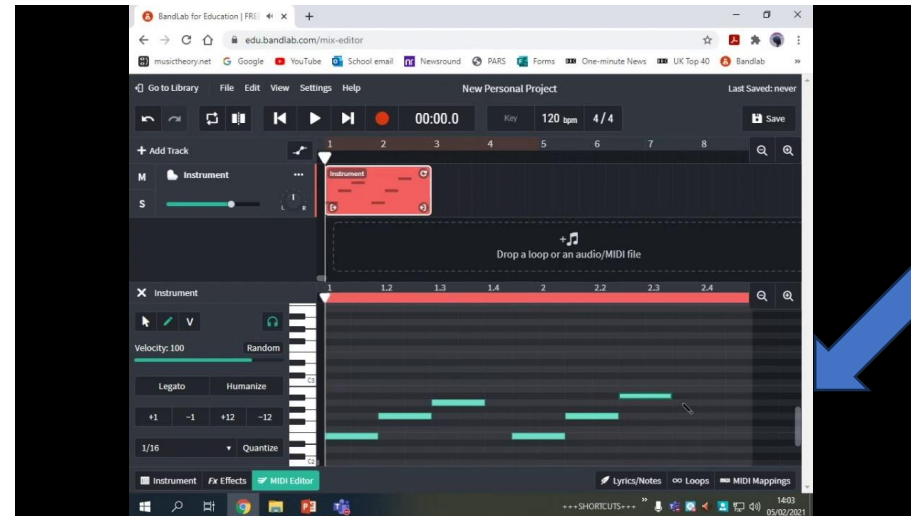 BandLab for Education | FREE
edu.bandlab.com/mix-editor
musictheory.net Google YouTube School email Newsround PARS Forms One-minute News UK Top 40 Bandlab »
Go to Library File Edit View Settings Help New Personal Project Last Saved: never
00:00.0 Key 120 bpm 4 / 4 Save
+ Add Track 1 2 3 4 5 6 7 8
M Instrument ••• Instrument
S L 1 R
Drop a loop or an audio/MIDI file
X Instrument 1 1.2 1.3 1.4 2 2.2 2.3 2.4
V
Velocity: 100 Random
Legato Humanize C3
+1 -1 +12 -12
1/16 Quantize
C2
Instrument Fx Effects MIDI Editor Lyrics/Notes Loops MIDI Mappings
+++SHORTCUTS+++ » 14:03
05/02/2021